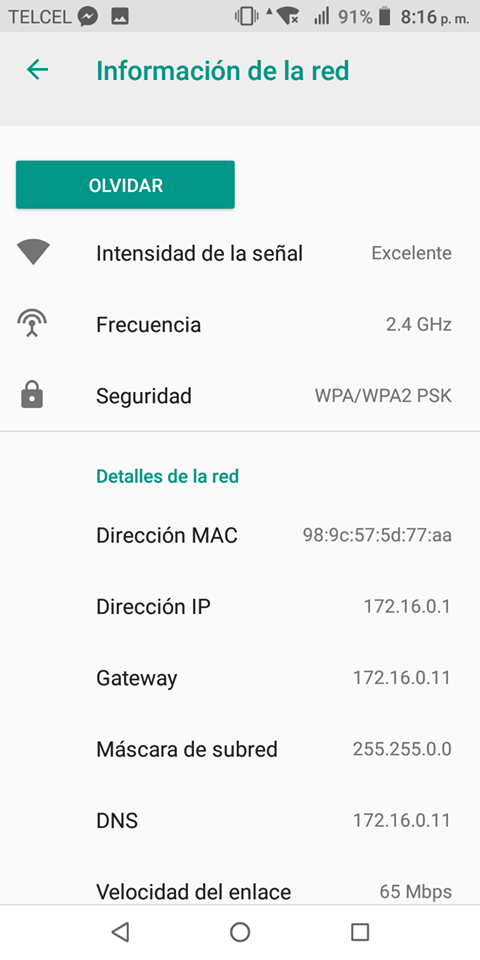 TELCEL 91% 8:16 p. m.
Información de la red
OLVIDAR
Intensidad de la señal Excelente
Frecuencia 2.4 GHz
Seguridad WPA/WPA2 PSK
Detalles de la red
Dirección MAC 98:9c:57:5d:77:aa
Dirección IP 172.16.0.1
Gateway 172.16.0.11
Máscara de subred 255.255.0.0
DNS 172.16.0.11
Velocidad del enlace 65 Mbps